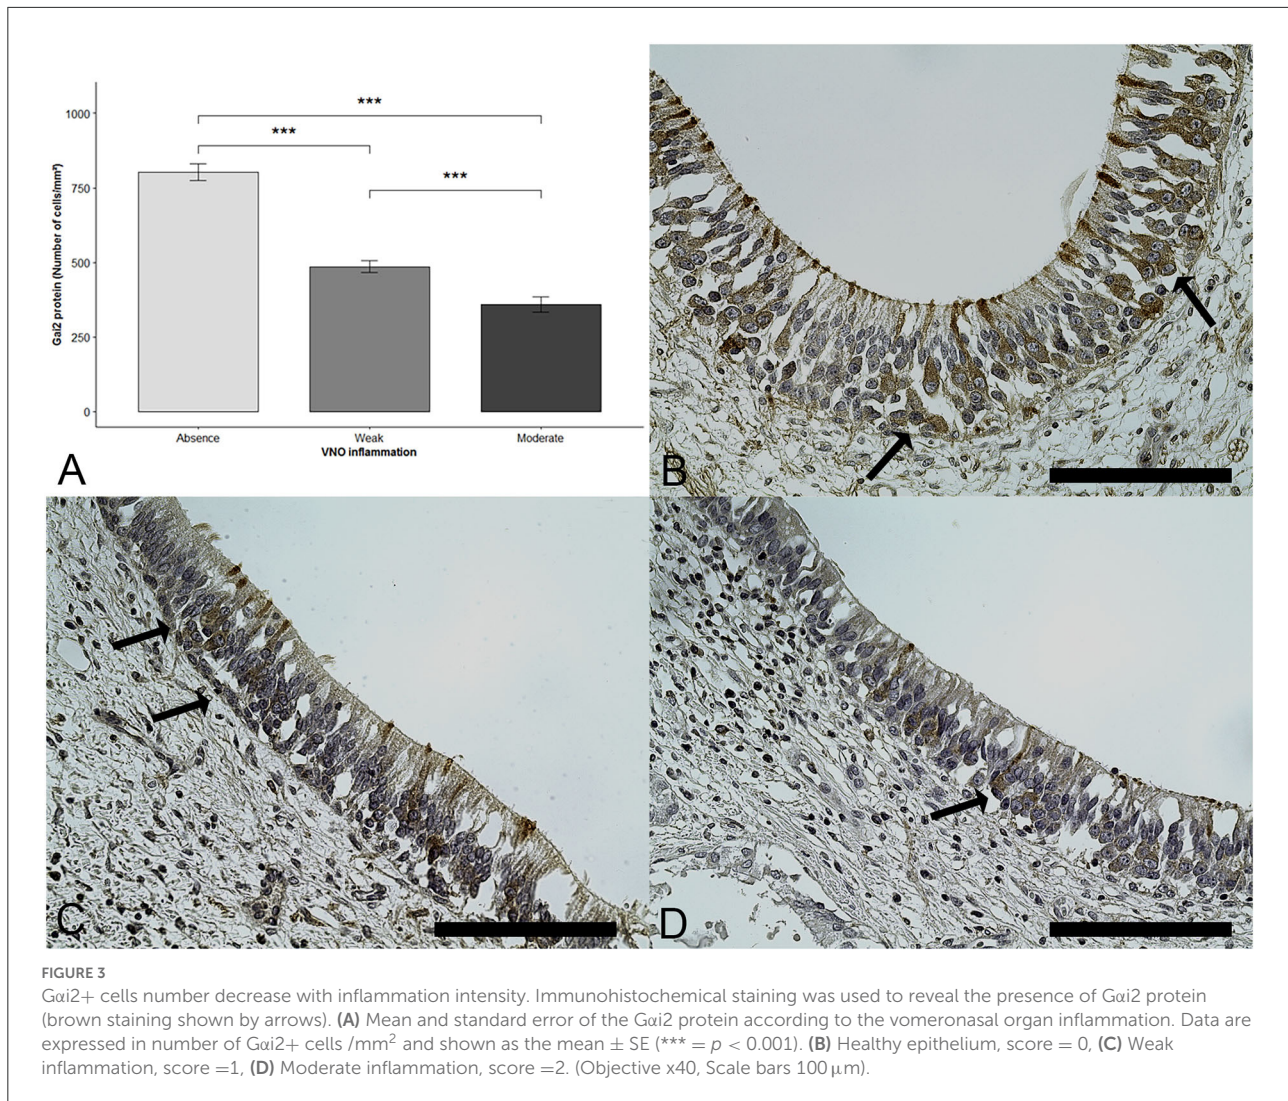 ***
***
***
1000
750
500
250
0
Gai2 protein (Number of cells/mm²)
Absence
Weak
Moderate
VNO inflammation
A
B
C
D
FIGURE 3
Gαi2+ cells number decrease with inflammation intensity. Immunohistochemical staining was used to reveal the presence of Gαi2 protein
(brown staining shown by arrows). (A) Mean and standard error of the Gαi2 protein according to the vomeronasal organ inflammation. Data are
expressed in number of Gαi2+ cells /mm² and shown as the mean ± SE (*** = p < 0.001). (B) Healthy epithelium, score = 0, (C) Weak
inflammation, score =1, (D) Moderate inflammation, score =2. (Objective x40, Scale bars 100 μm).